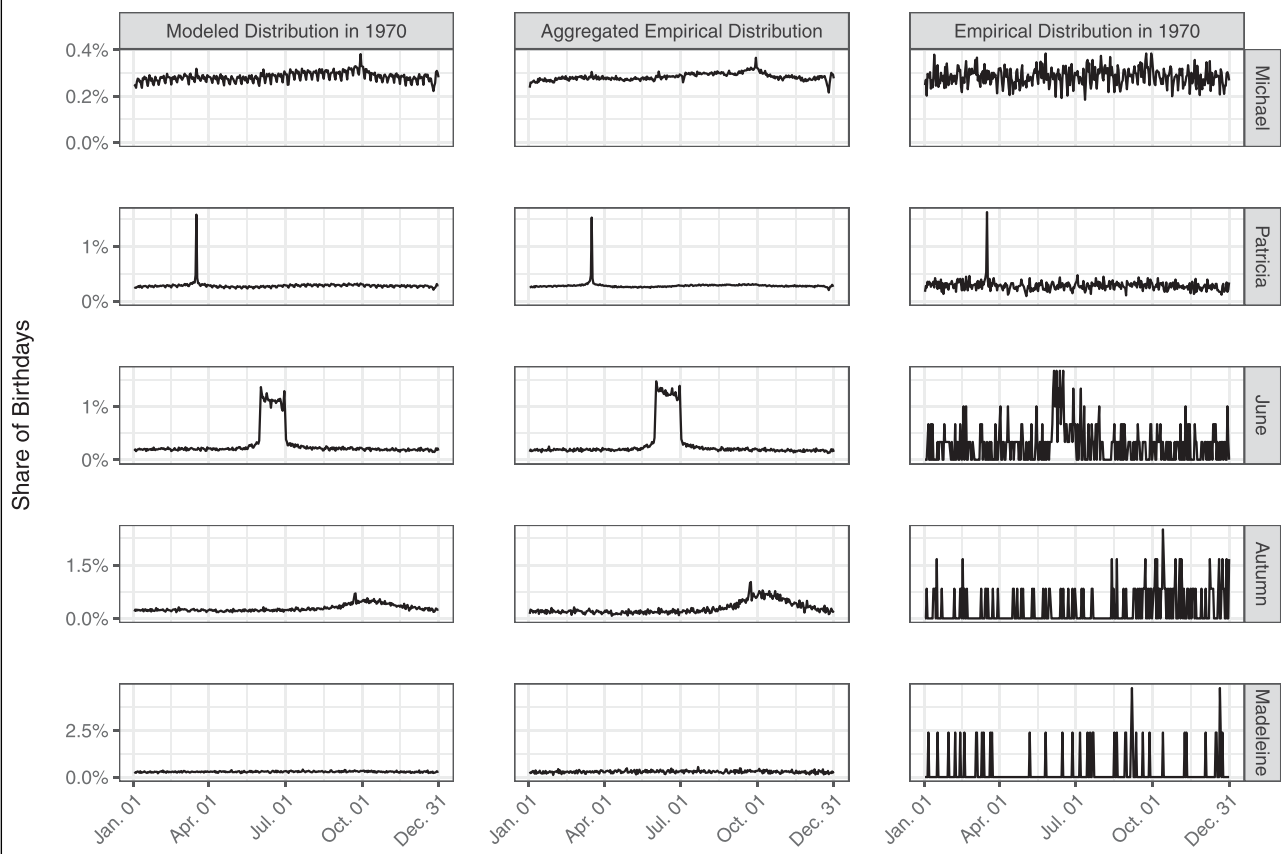 Modeled Distribution in 1970
Aggregated Empirical Distribution
Empirical Distribution in 1970
0.4%
0.2%
0.0%
Michael
1%
0%
Patricia
Share of Birthdays
1%
0%
June
1.5%
0.0%
Autumn
2.5%
0.0%
Madeleine
Jan. 01 Apr. 01 Jul. 01 Oct. 01 Dec. 31
Jan. 01 Apr. 01 Jul. 01 Oct. 01 Dec. 31
Jan. 01 Apr. 01 Jul. 01 Oct. 01 Dec. 31